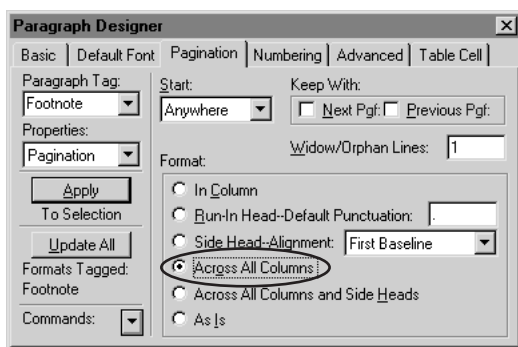 Paragraph Designer
Basic Default Font Pagination Numbering Advanced Table Cell
Paragraph Tag:
Footnote
Properties:
Pagination
Apply
To Selection
Update All
Formats Tagged:
Footnote
Commands:
Start:
Anywhere
Keep With:
Next Pgf: Previous Pgf:
Widow/Orphan Lines: 1
Format:
In Column
Run-In Head--Default Punctuation: .
Side Head--Alignment: First Baseline
Across All Columns
Across All Columns and Side Heads
As Is